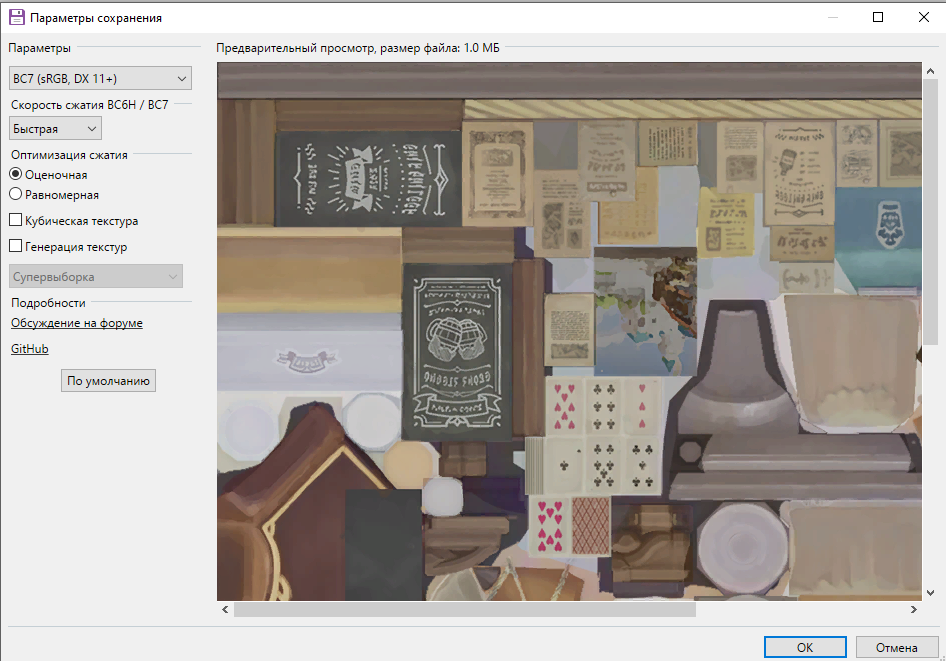 Параметры сохранения
Параметры
Предварительный просмотр, размер файла: 1.0 МБ
BC7 (sRGB, DX 11+)
Скорость сжатия BC6H / BC7
Быстрая
Оптимизация сжатия
Оценочная
Равномерная
Кубическая текстура
Генерация текстур
Супервыборка
Подробности
Обсуждение на форуме
GitHub
По умолчанию
OK
Отмена